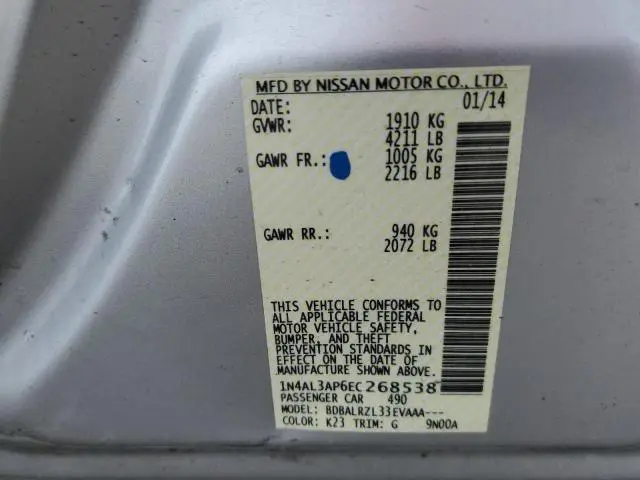 MFD BY NISSAN MOTOR CO., LTD.
DATE: 01/14
GVWR: 1910 KG
4211 LB
GAWR FR.: 1005 KG
2216 LB
GAWR RR.: 940 KG
2072 LB
THIS VEHICLE CONFORMS TO
ALL APPLICABLE FEDERAL
MOTOR VEHICLE SAFETY,
BUMPER, AND THEFT
PREVENTION STANDARDS IN
EFFECT ON THE DATE OF
MANUFACTURE SHOWN ABOVE.
1N4AL3AP6EC268538
PASSENGER CAR 490
MODEL: BDBALRZL33EVAAA---
COLOR: K23 TRIM: G 9N00A